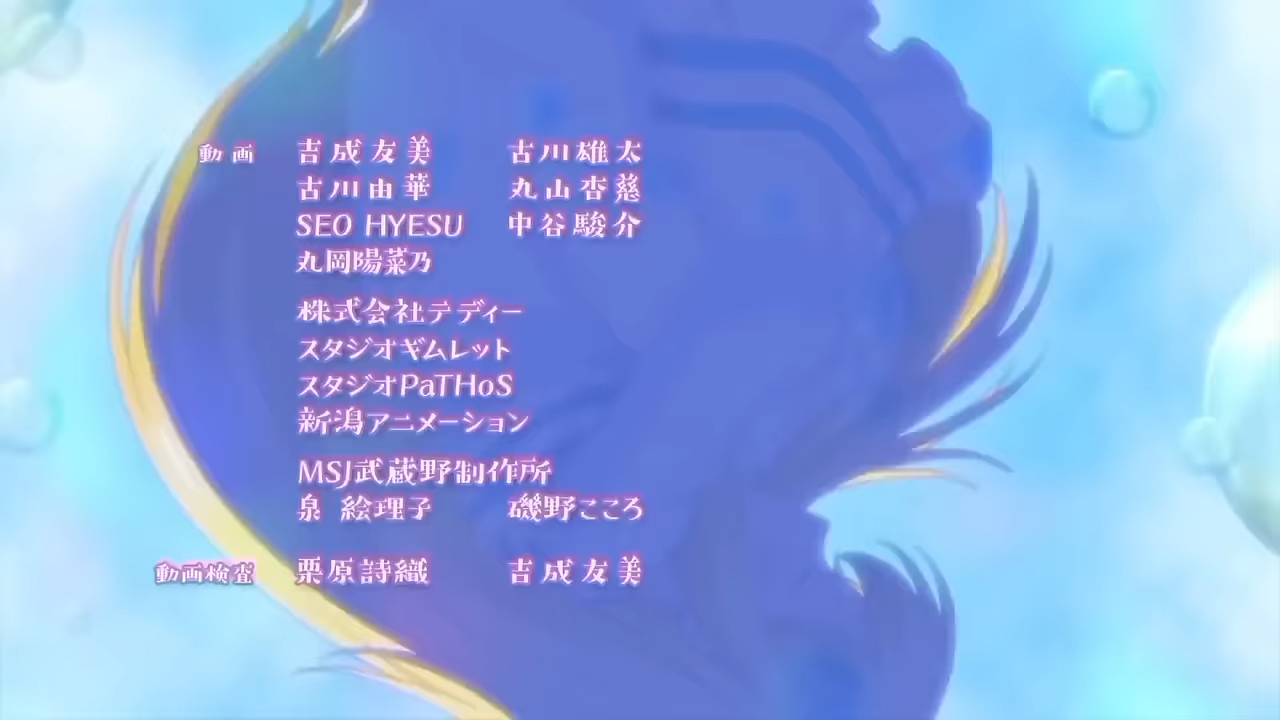 動画 吉成友美 古川雄太
古川由華 丸山杏慈
SEO HYESU 中谷駿介
丸岡陽菜乃
株式会社テディー
スタジオギムレット
スタジオPaTHoS
新潟アニメーション
MSJ武蔵野制作所
泉 絵理子 磯野こころ
動画検査 栗原詩織 吉成友美